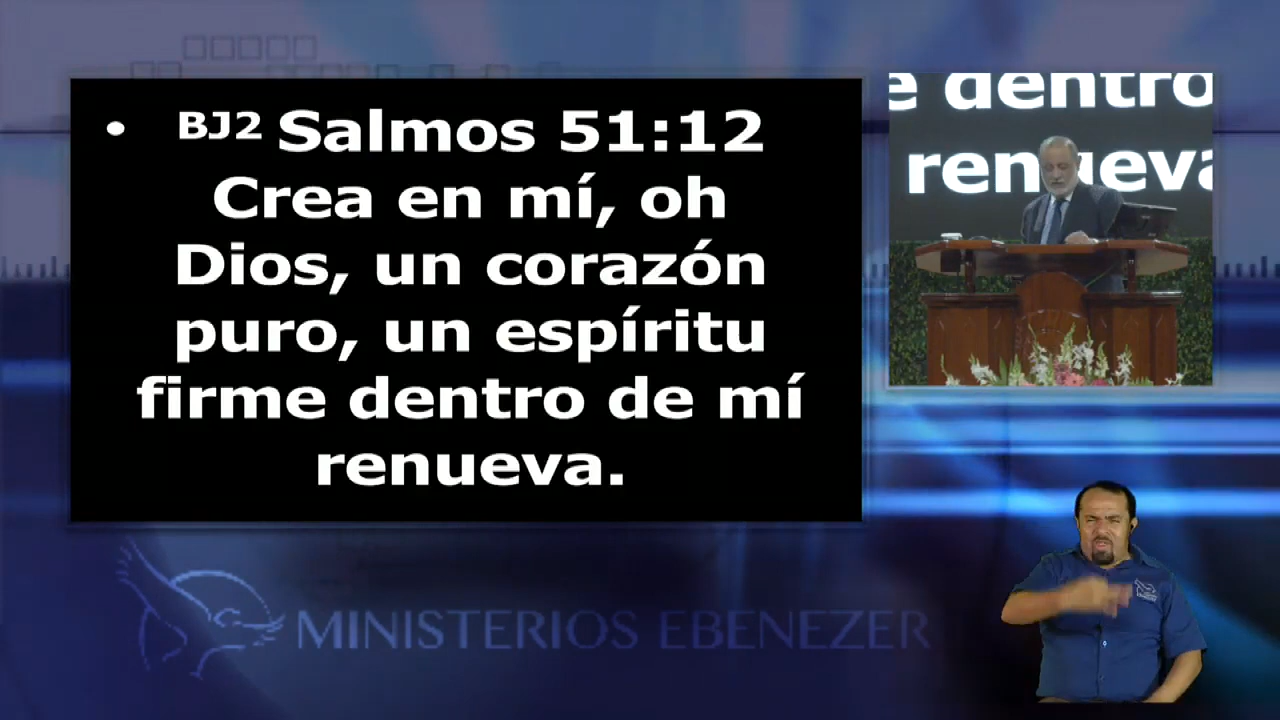 • BJ2 Salmos 51:12
Crea en mí, oh
Dios, un corazón
puro, un espíritu
firme dentro de mí
renueva.
e dentro
renueva
MINISTERIOS EBENEZER